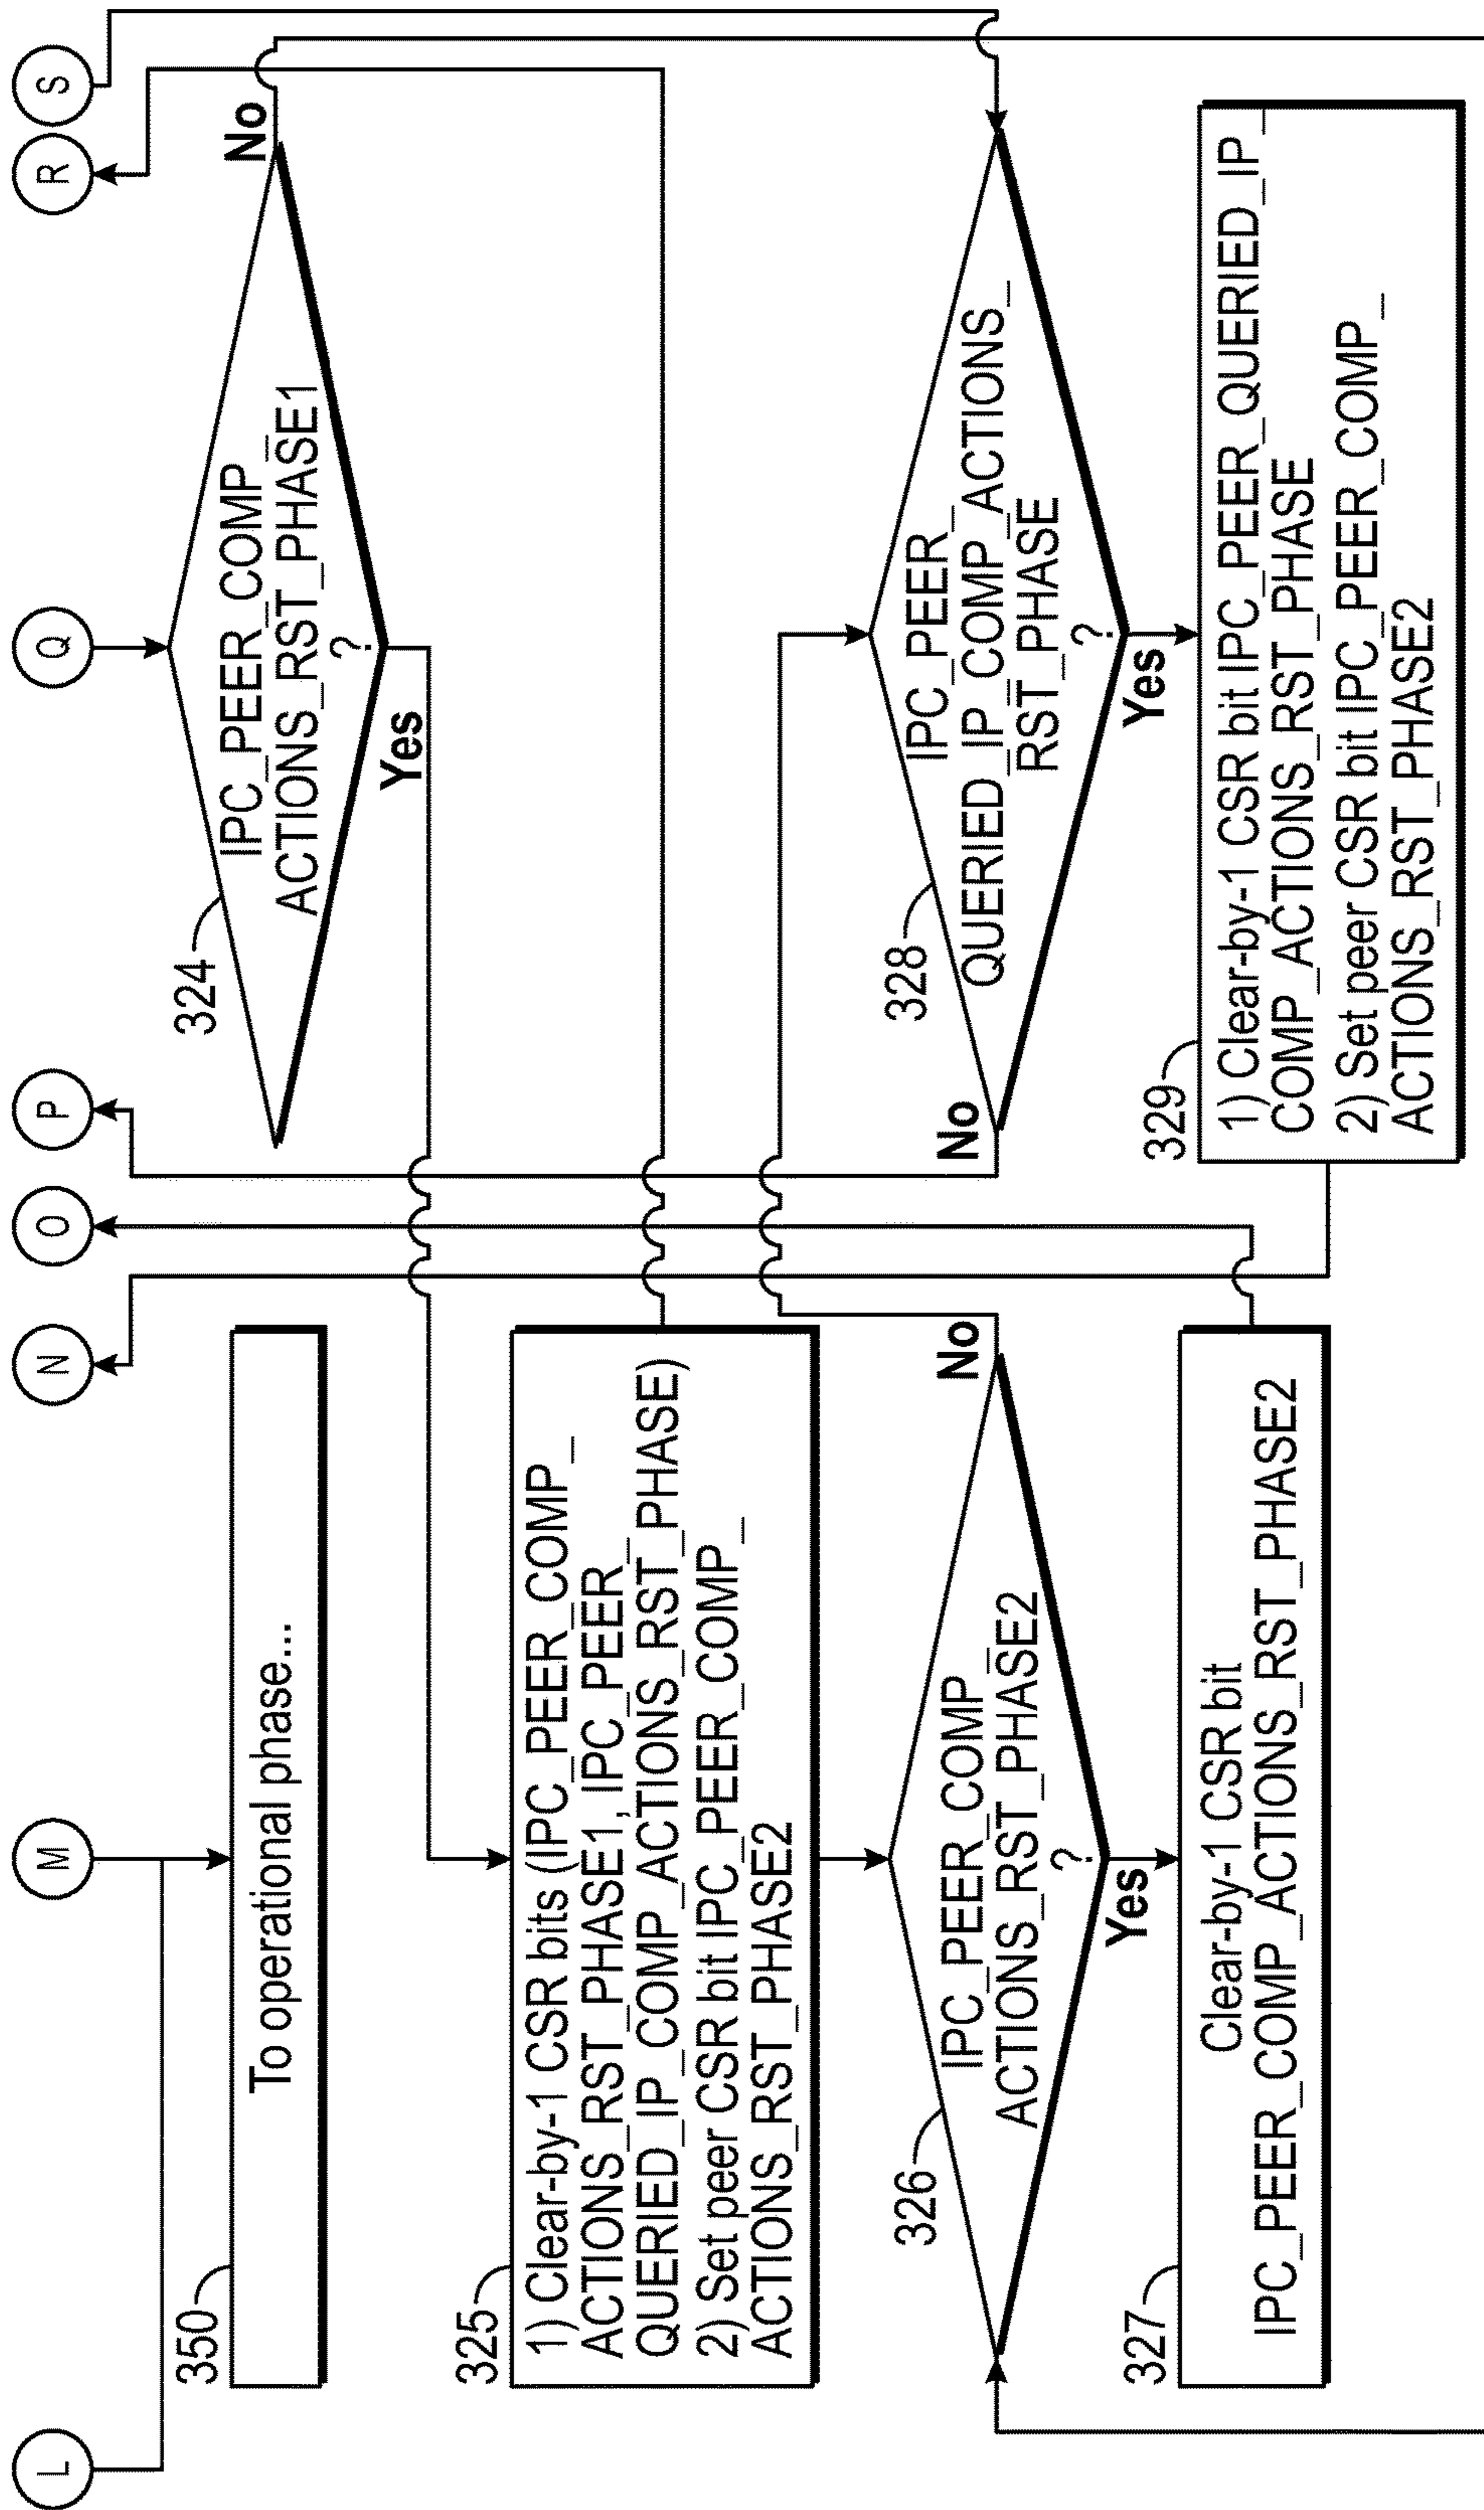 L
M
N
O
P
Q
R
S
350
To operational phase...
324
IPC_PEER_COMP_
ACTIONS_RST_PHASE1
?
No
Yes
325
1) Clear-by-1 CSR bits (IPC_PEER_COMP_
ACTIONS_RST_PHASE1, IPC_PEER_
QUERIED_IP_COMP_ACTIONS_RST_PHASE)
2) Set peer CSR bit IPC_PEER_COMP_
ACTIONS_RST_PHASE2
326
IPC_PEER_COMP_
ACTIONS_RST_PHASE2
?
No
Yes
328
IPC_PEER_
QUERIED_IP_COMP_ACTIONS_
RST_PHASE
?
No
Yes
327
Clear-by-1 CSR bit
IPC_PEER_COMP_ACTIONS_RST_PHASE2
329
1) Clear-by-1 CSR bit IPC_PEER_QUERIED_IP_
COMP_ACTIONS_RST_PHASE
2) Set peer CSR bit IPC_PEER_COMP_
ACTIONS_RST_PHASE2